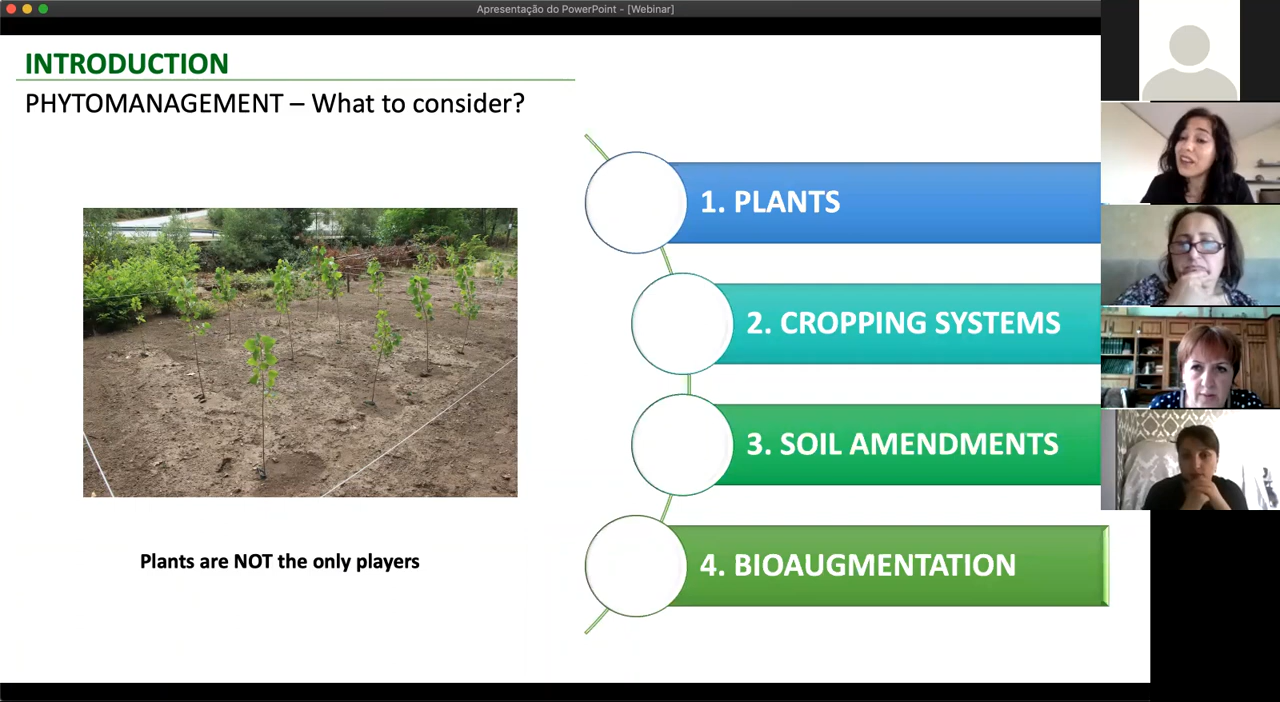 Apresentação do PowerPoint - [Webinar]
INTRODUCTION
PHYTOMANAGEMENT – What to consider?
1. PLANTS
2. CROPPING SYSTEMS
3. SOIL AMENDMENTS
4. BIOAUGMENTATION
Plants are NOT the only players